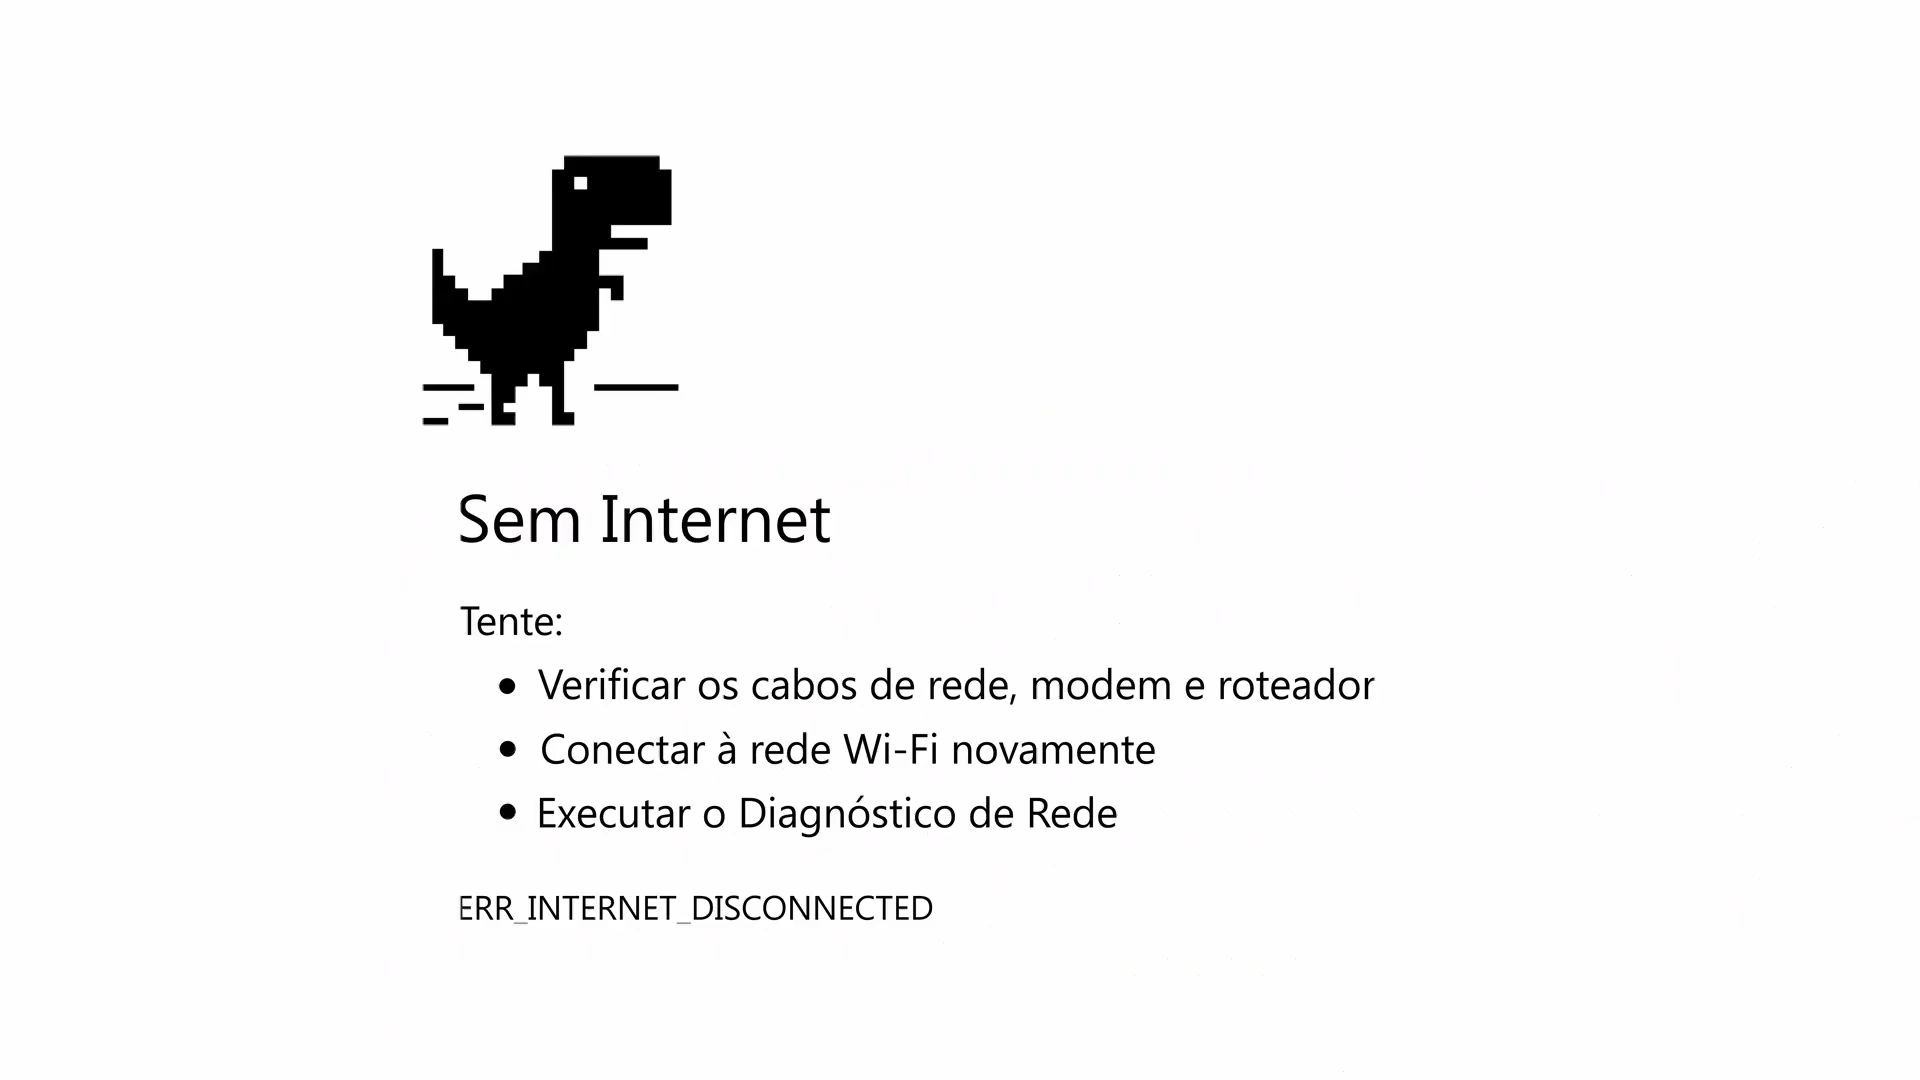 Sem Internet
Tente:
Verificar os cabos de rede, modem e roteador
Conectar à rede Wi-Fi novamente
Executar o Diagnóstico de Rede
ERR_INTERNET_DISCONNECTED